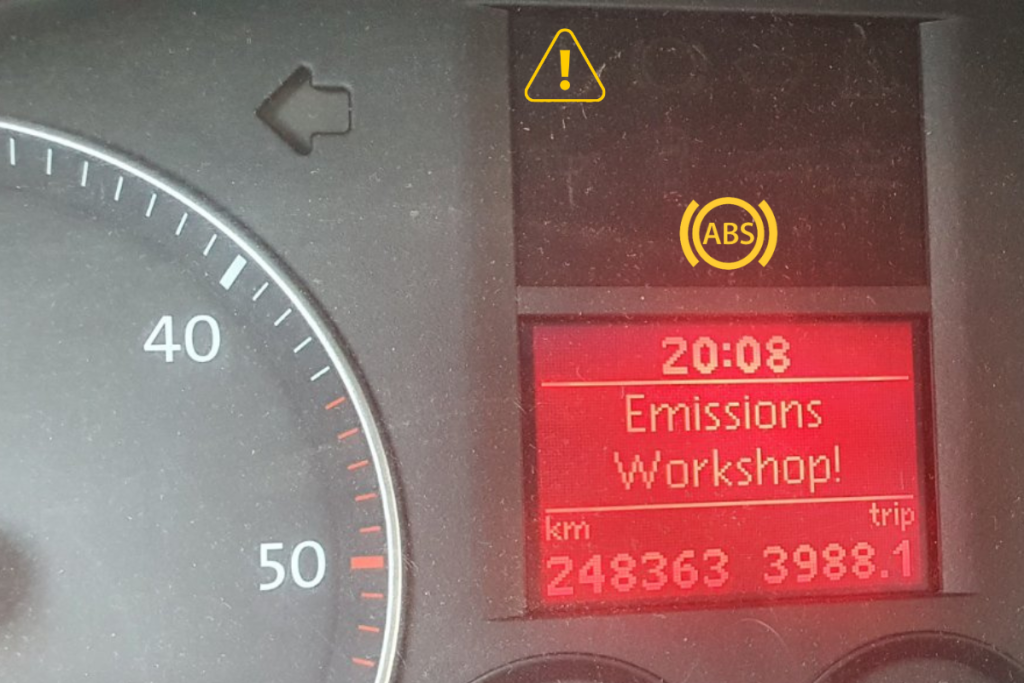 !
ABS
20:08
40
Emissions
Workshop!
km trip
248363 3988.1
50